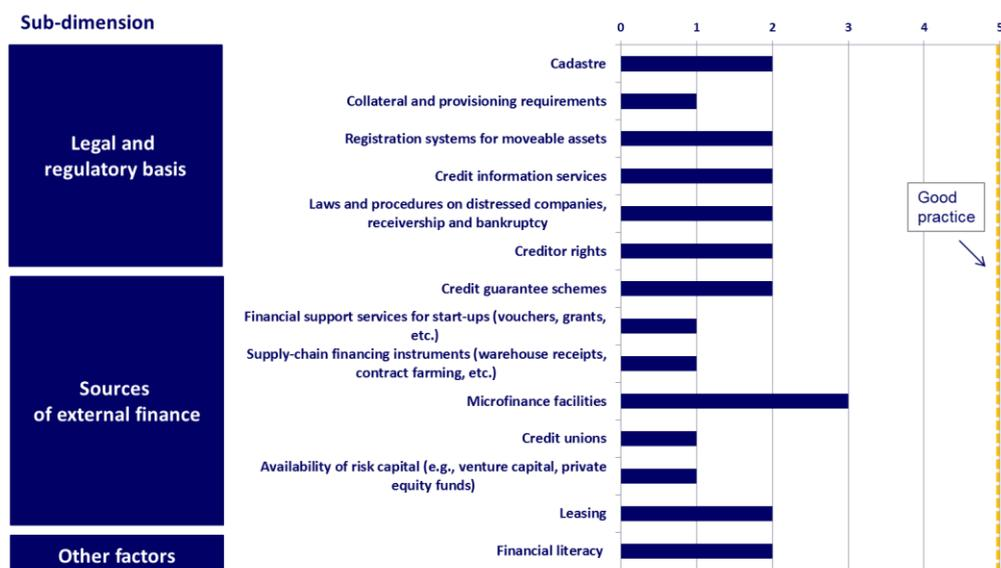 Sub-dimension
0 1 2 3 4 5
Legal and
regulatory basis
Cadastre
Collateral and provisioning requirements
Registration systems for moveable assets
Credit information services
Laws and procedures on distressed companies,
receivership and bankruptcy
Creditor rights
Good
practice
Sources
of external finance
Credit guarantee schemes
Financial support services for start-ups (vouchers, grants,
etc.)
Supply-chain financing instruments (warehouse receipts,
contract farming, etc.)
Microfinance facilities
Credit unions
Availability of risk capital (e.g., venture capital, private
equity funds)
Leasing
Other factors
Financial literacy